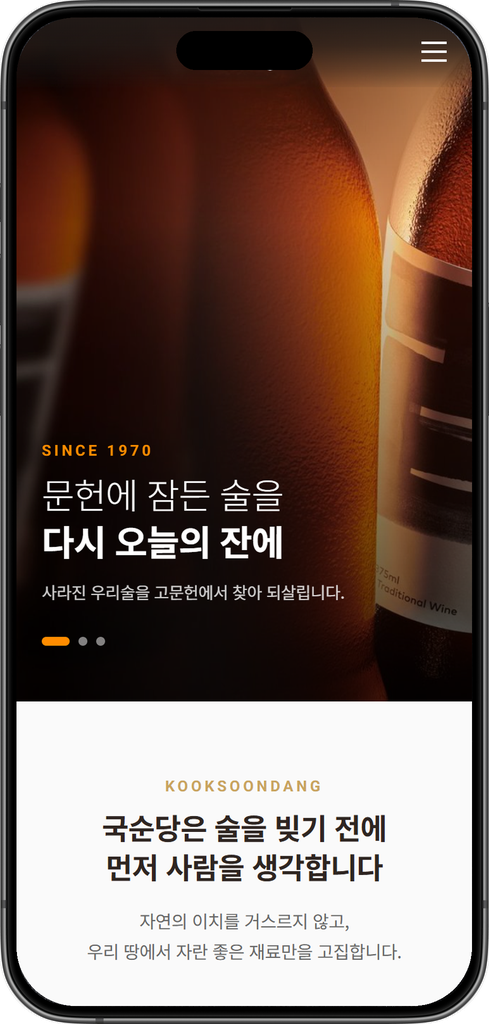 SINCE 1970
문헌에 잠든 술을
다시 오늘의 잔에
사라진 우리술을 고문헌에서 찾아 되살립니다.
75ml
Traditional Wine
KOOKSOONDANG
국순당은 술을 빚기 전에
먼저 사람을 생각합니다
자연의 이치를 거스르지 않고,
우리 땅에서 자란 좋은 재료만을 고집합니다.